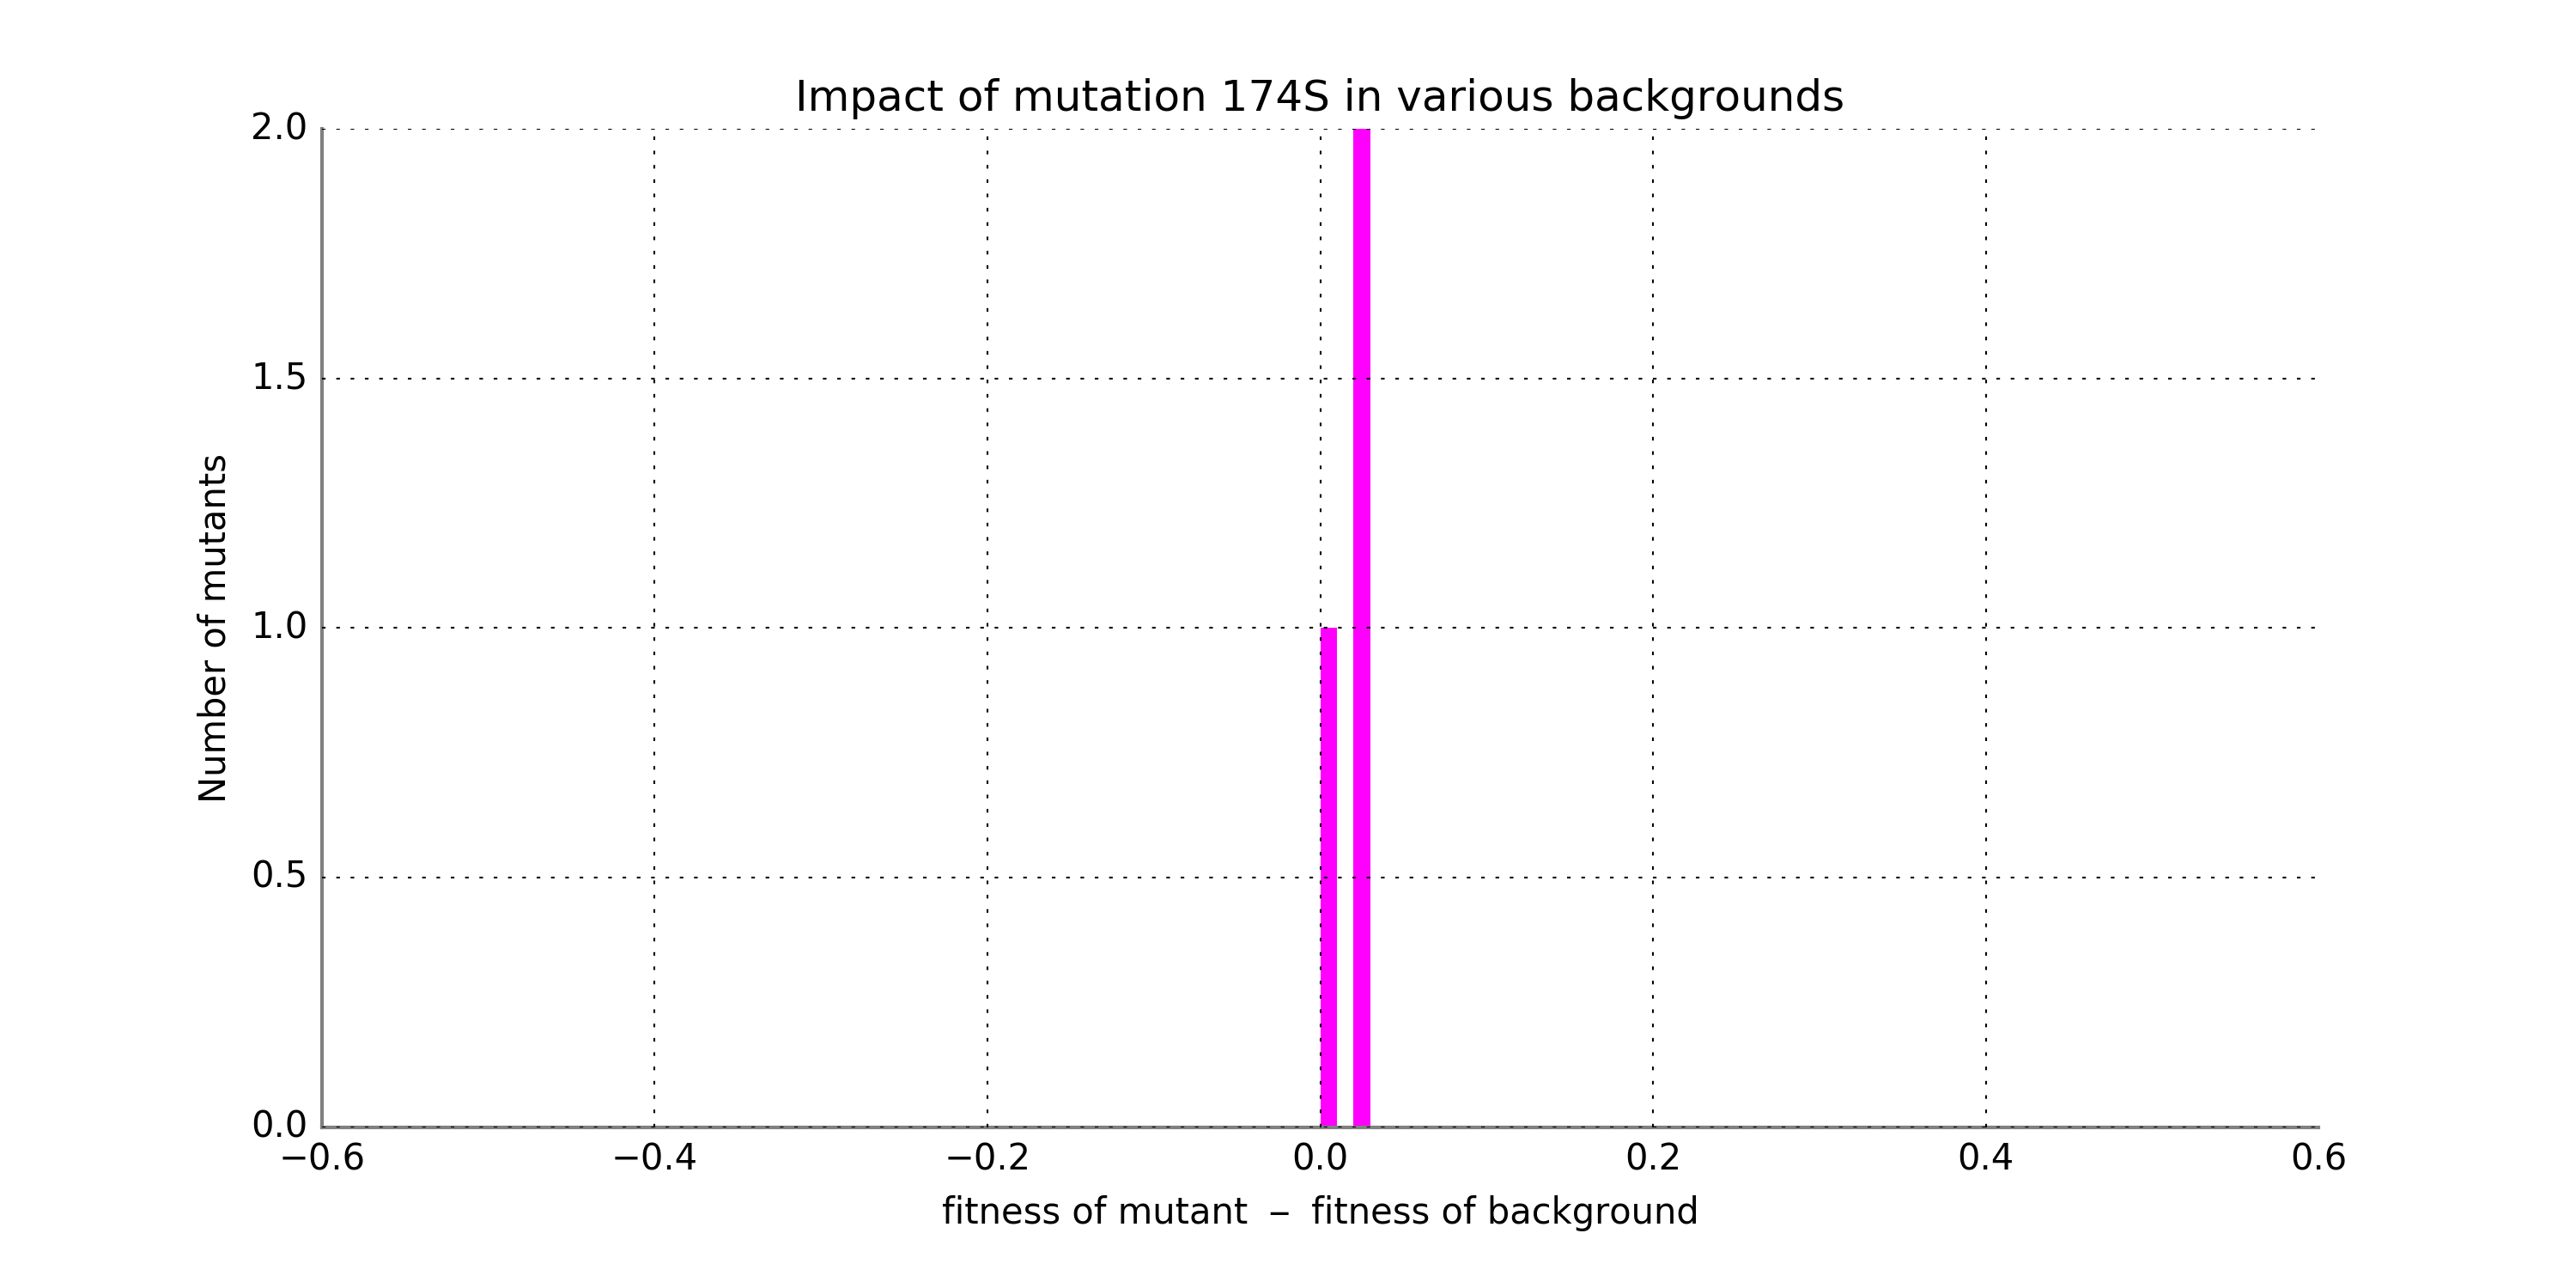 Impact of mutation 174S in various backgrounds
2.0
1.5
1.0
0.5
0.0
Number of mutants
−0.6 −0.4 −0.2 0.0 0.2 0.4 0.6
fitness of mutant − fitness of background